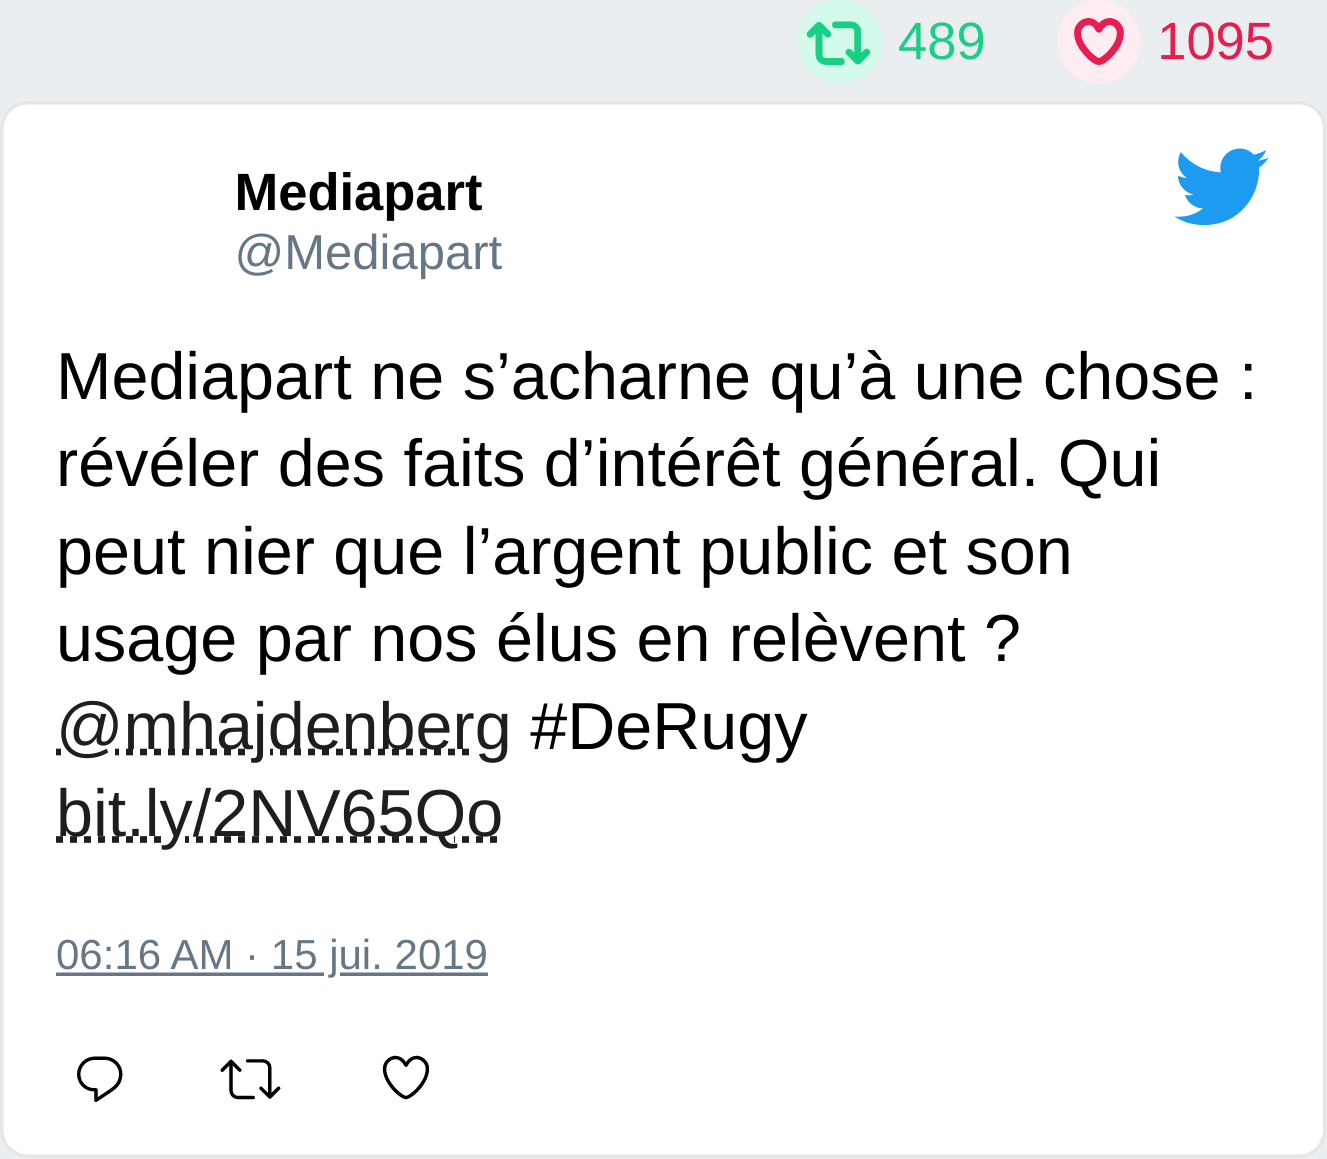 489 1095
Mediapart
@Mediapart
Mediapart ne s’acharne qu’à une chose :
révéler des faits d’intérêt général. Qui
peut nier que l’argent public et son
usage par nos élus en relèvent ?
@mhajdenberg #DeRugy
bit.ly/2NV65Qo
06:16 AM · 15 jui. 2019